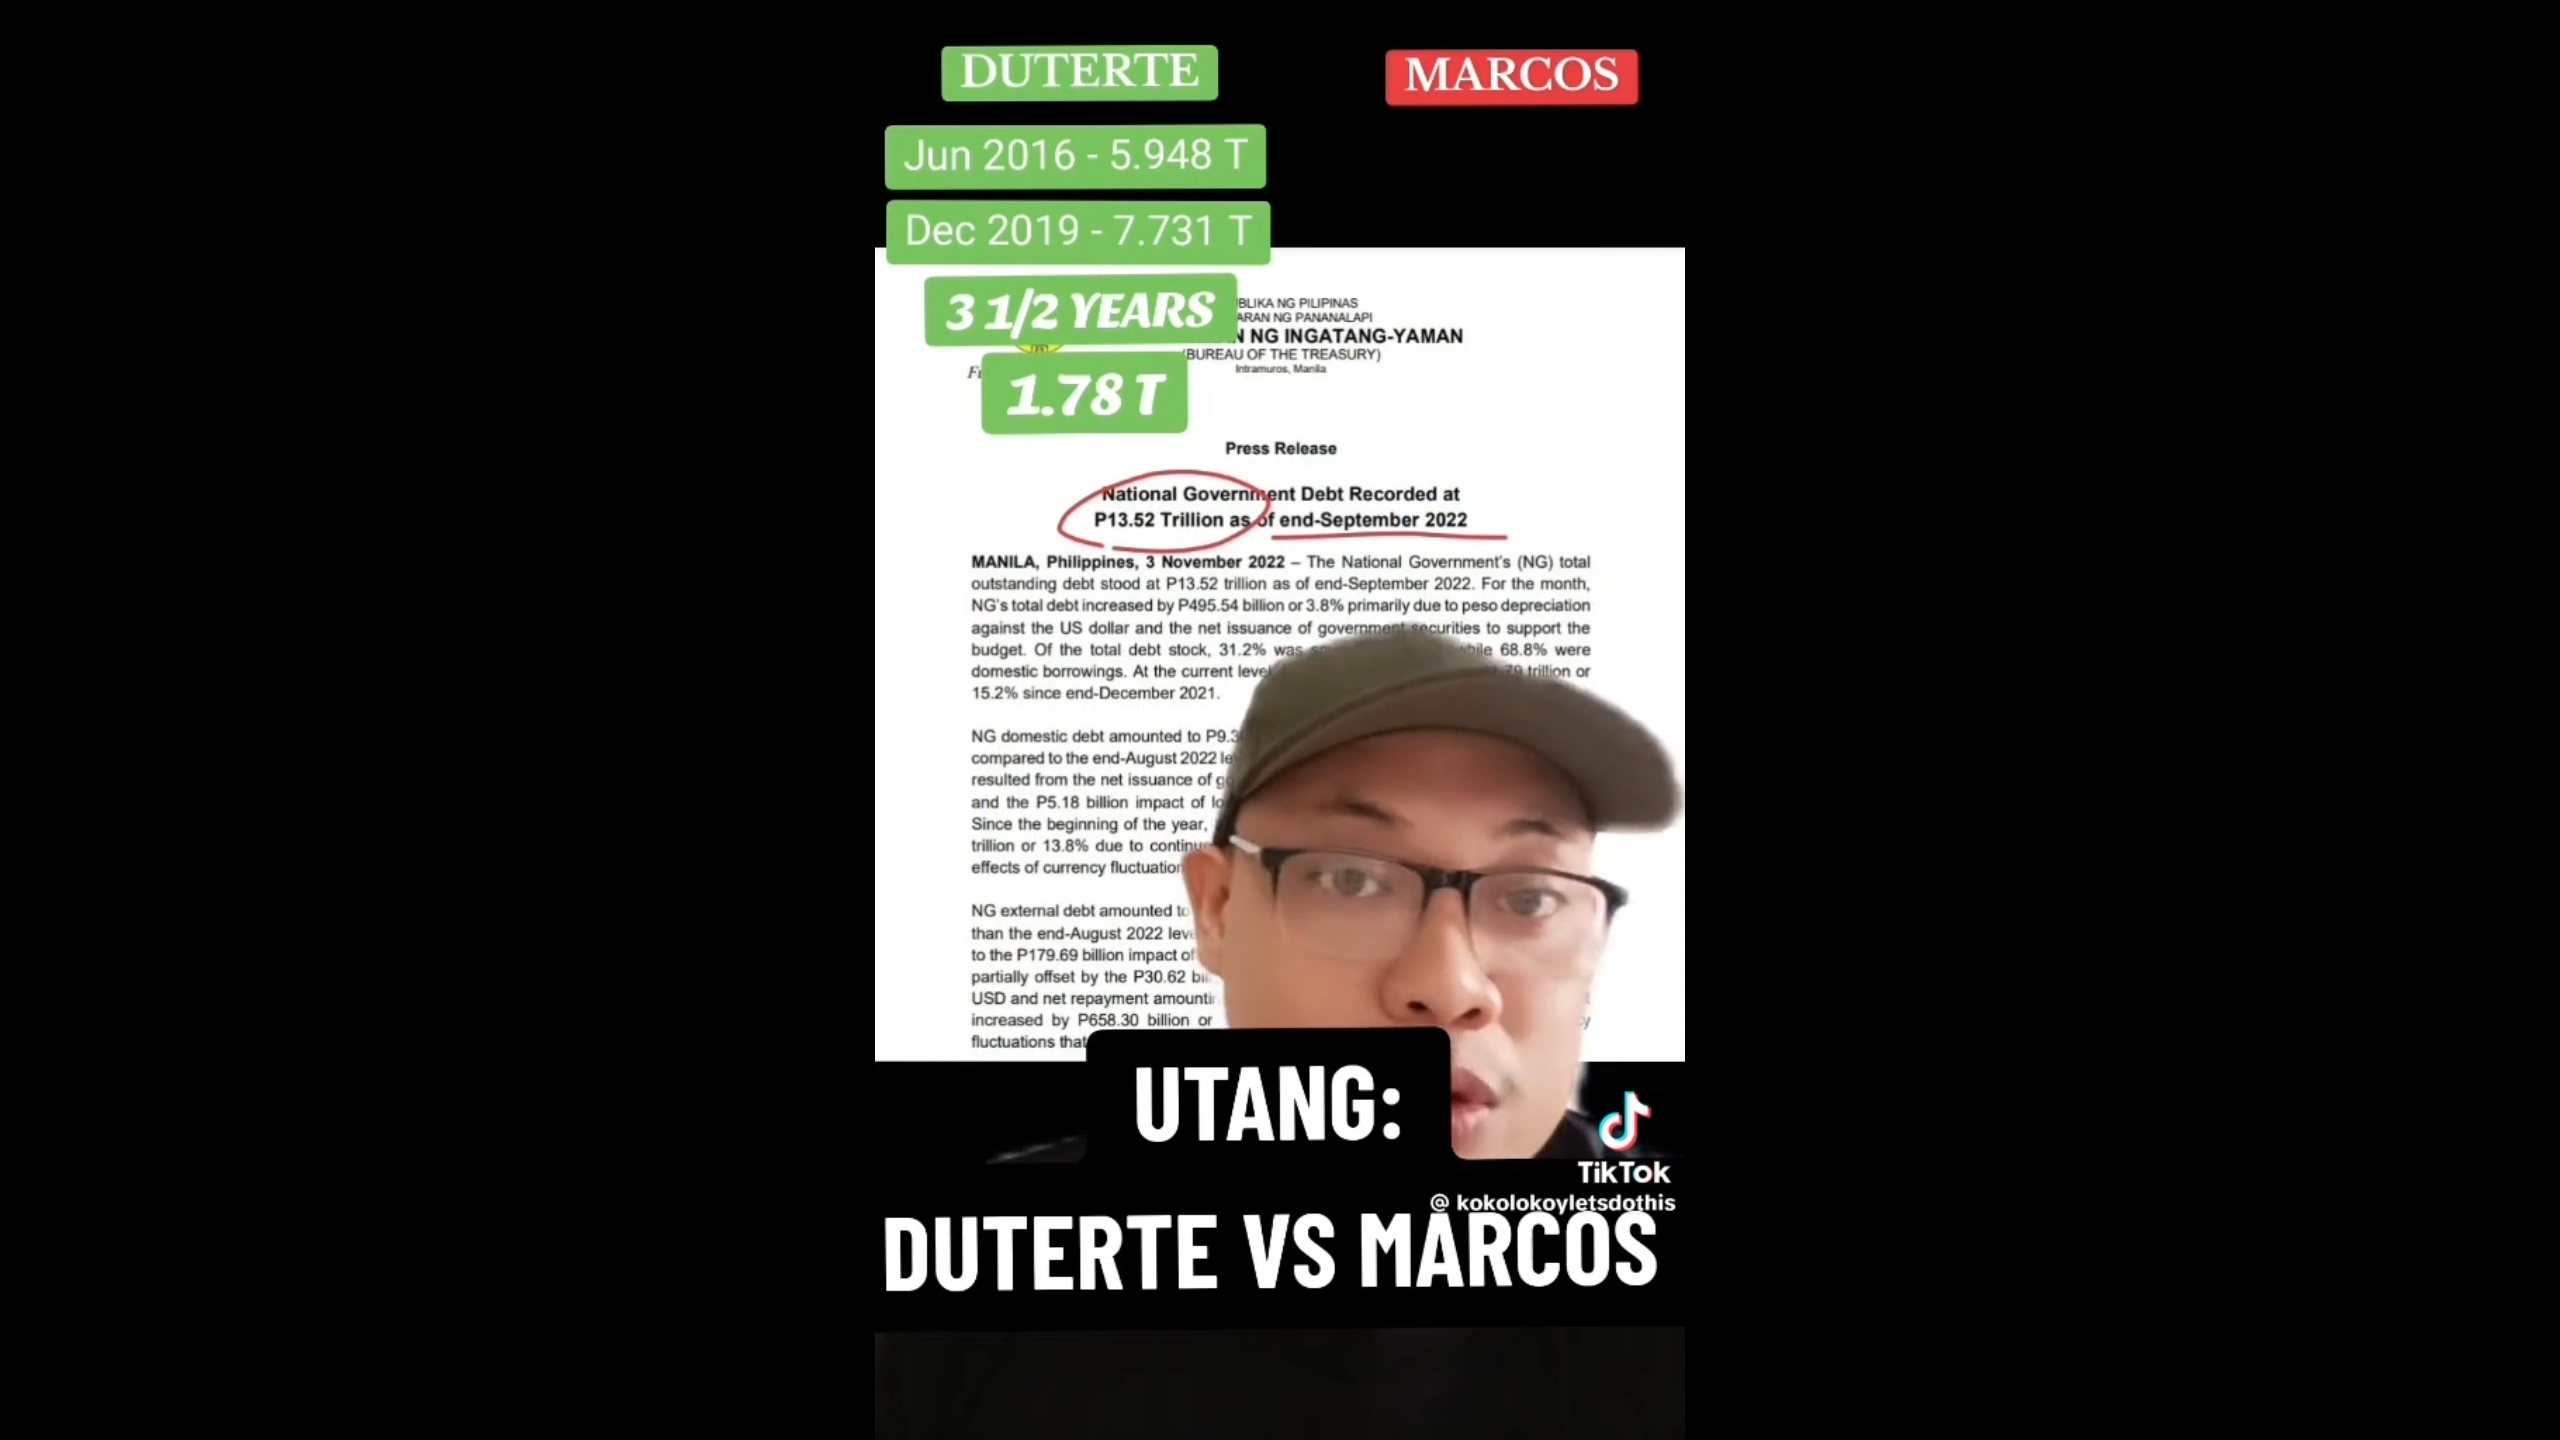 DUTERTE
MARCOS
Jun 2016 - 5.948 T
Dec 2019 - 7.731 T
3 1/2 YEARS
1.78 T
BLIKA NG PILIPINAS
ARAN NG PANANALAPI
N NG INGATANG-YAMAN
(BUREAU OF THE TREASURY)
Intramuros, Manila
Press Release
National Government Debt Recorded at
P13.52 Trillion as of end-September 2022
MANILA, Philippines, 3 November 2022 – The National Government's (NG) total
outstanding debt stood at P13.52 trillion as of end-September 2022. For the month,
NG's total debt increased by P495.54 billion or 3.8% primarily due to peso depreciation
against the US dollar and the net issuance of government securities to support the
budget. Of the total debt stock, 31.2% was while 68.8% were
domestic borrowings. At the current level trillion or
15.2% since end-December 2021.
NG domestic debt amounted to P9.3
compared to the end-August 2022
resulted from the net issuance of
and the P5.18 billion impact of
Since the beginning of the year,
trillion or 13.8% due to
effects of currency
NG external debt amounted to
than the end-August 2022
to the P179.69 billion impact of
partially offset by the P30.62
USD and net repayment
increased by P658.30 billion or
fluctuations that
UTANG:
TikTok
@ kokolokoyletsdothis
DUTERTE VS MARCOS